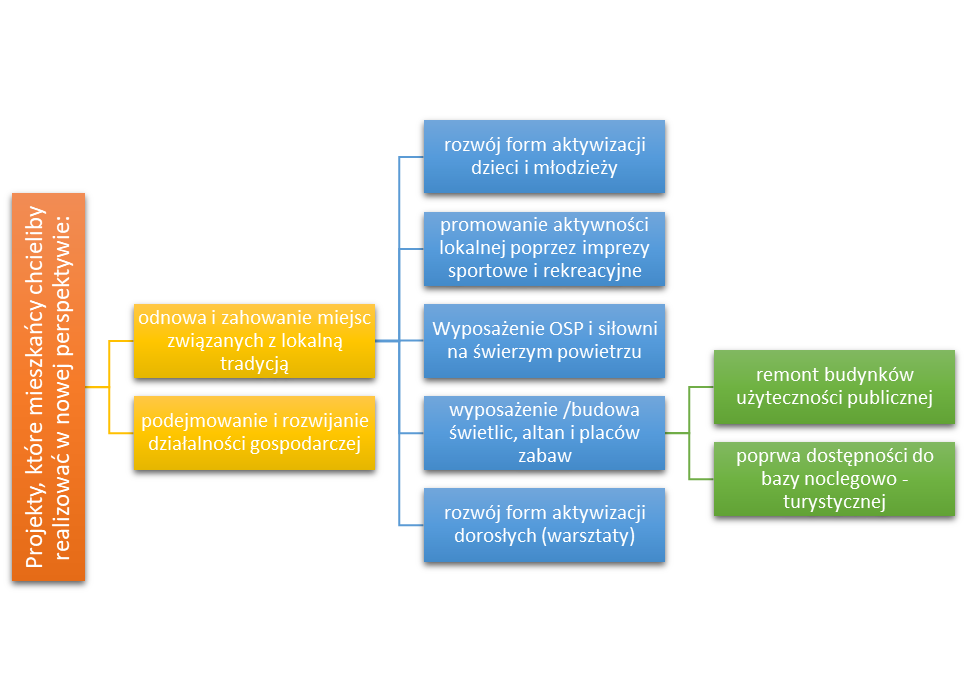 Projekty, które mieszkańcy chcieliby
realizować w nowej perspektywie:
odnowa i zahowanie miejsc
związanych z lokalną
tradycją
podejmowanie i rozwijanie
działalności gospodarczej
rozwój form aktywizacji
dzieci i młodzieży
promowanie aktywności
lokalnej poprzez imprezy
sportowe i rekreacyjne
Wyposażenie OSP i siłowni
na świerzym powietrzu
wyposażenie /budowa
świetlic, altan i placów
zabaw
rozwój form aktywizacji
dorosłych (warsztaty)
remont budynków
użyteczności publicznej
poprwa dostępności do
bazy noclegowo -
turystycznej